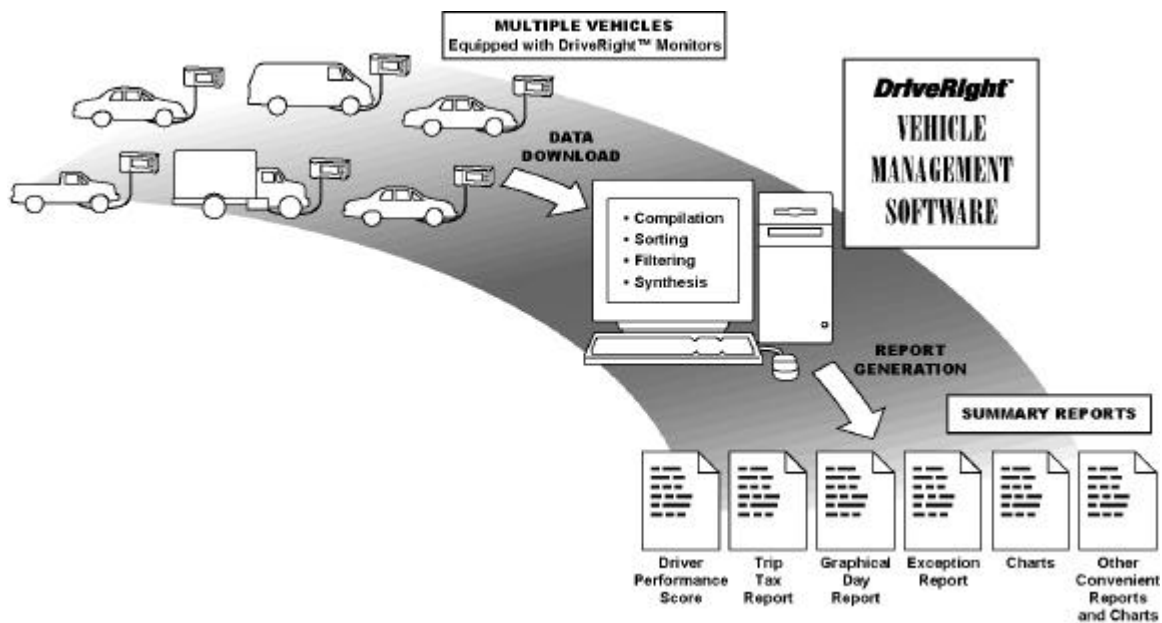 MULTIPLE VEHICLES
Equipped with DriveRight™ Monitors
DriveRight™
VEHICLE
MANAGEMENT
SOFTWARE
DATA
DOWNLOAD
• Compilation
• Sorting
• Filtering
• Synthesis
REPORT
GENERATION
SUMMARY REPORTS
Driver
Performance
Score
Trip
Tax
Report
Graphical
Day
Report
Exception
Report
Charts
Other
Convenient
Reports
and Charts